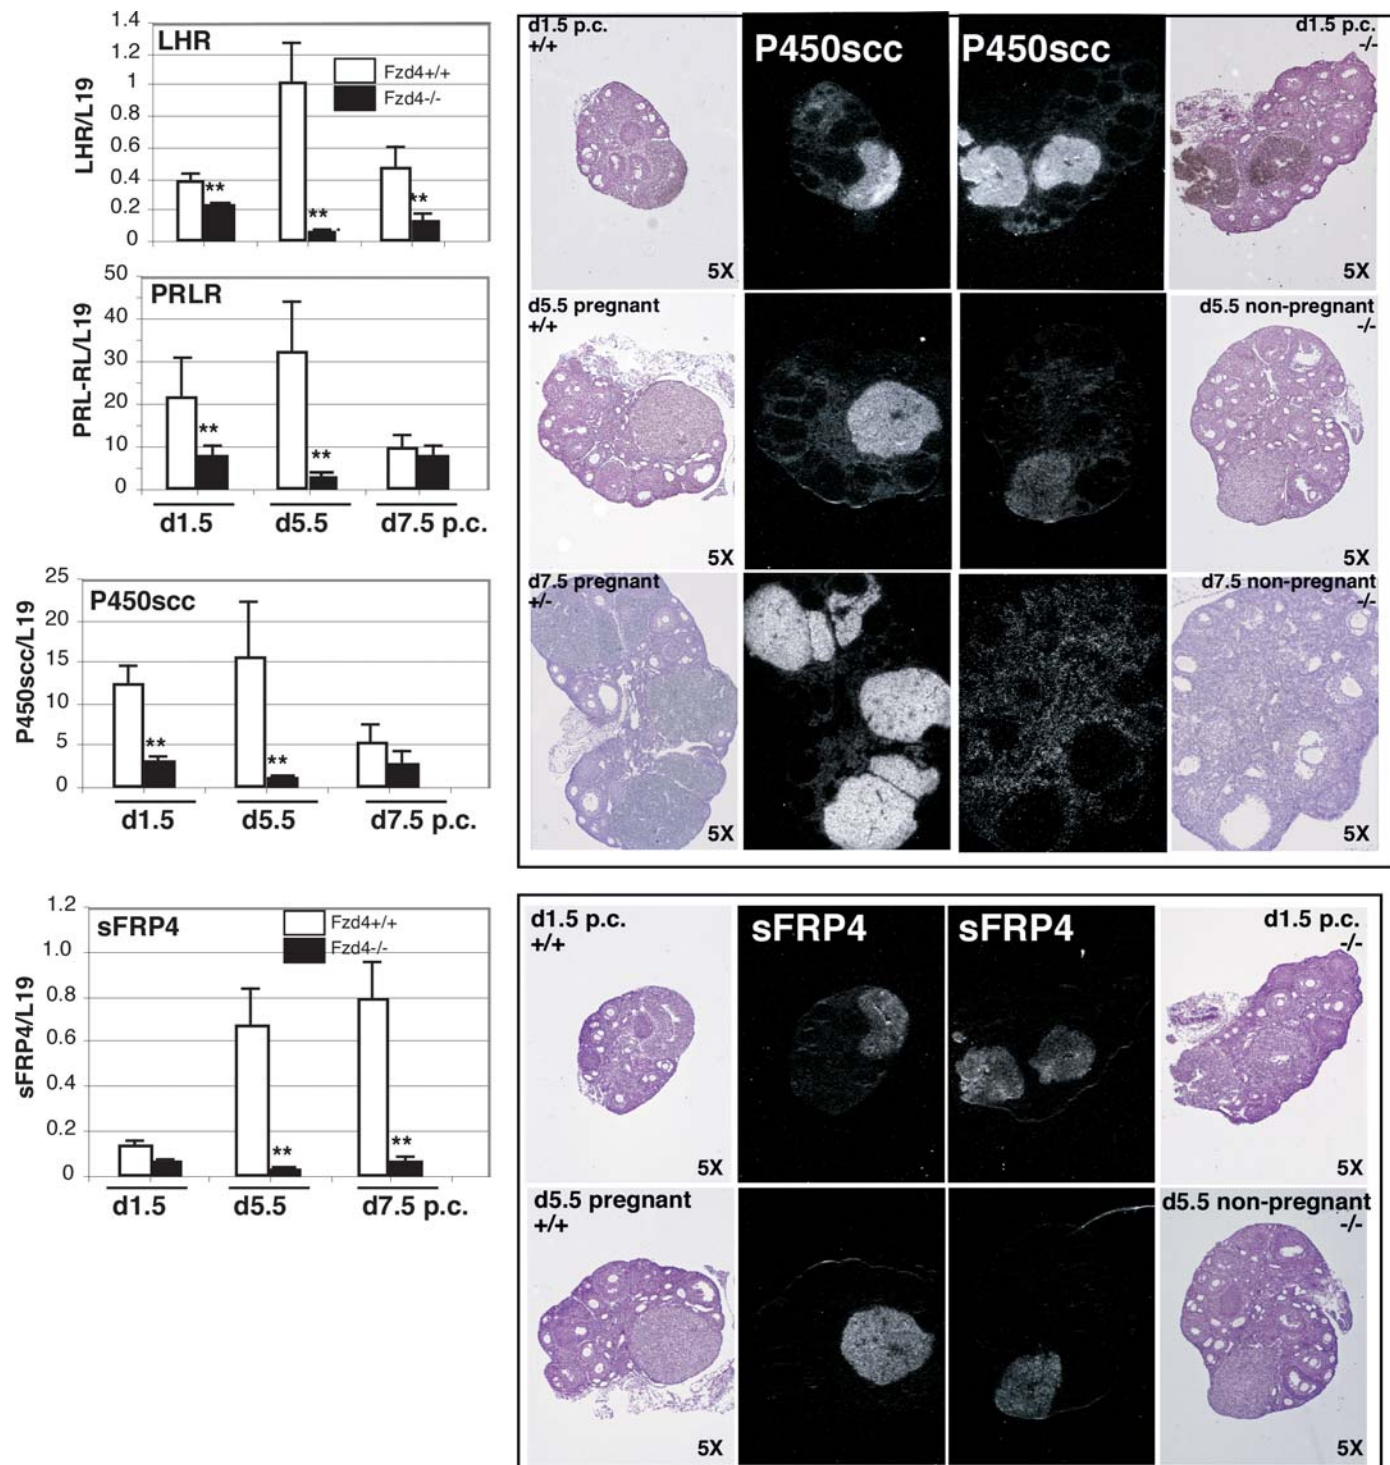 LHR
1.4
1.2
1
0.8
0.6
0.4
0.2
0
LHR/L19
Fzd4+/+
Fzd4-/-
**
**
**
PRLR
50
40
30
20
10
0
PRL-RL/L19
**
**
d1.5
d5.5
d7.5 p.c.
P450scc
25
20
15
10
5
0
P450scc/L19
**
**
d1.5
d5.5
d7.5 p.c.
sFRP4
1.2
1.0
0.8
0.6
0.4
0.2
0
sFRP4/L19
Fzd4+/+
Fzd4-/-
**
**
d1.5
d5.5
d7.5 p.c.
d1.5 p.c.
+/+
5X
P450scc
P450scc
d1.5 p.c.
-/-
5X
d5.5 pregnant
+/+
5X
d5.5 non-pregnant
-/-
5X
d7.5 pregnant
+/-
5X
d7.5 non-pregnant
-/-
5X
d1.5 p.c.
+/+
5X
sFRP4
sFRP4
d1.5 p.c.
-/-
5X
d5.5 pregnant
+/+
5X
d5.5 non-pregnant
-/-
5X